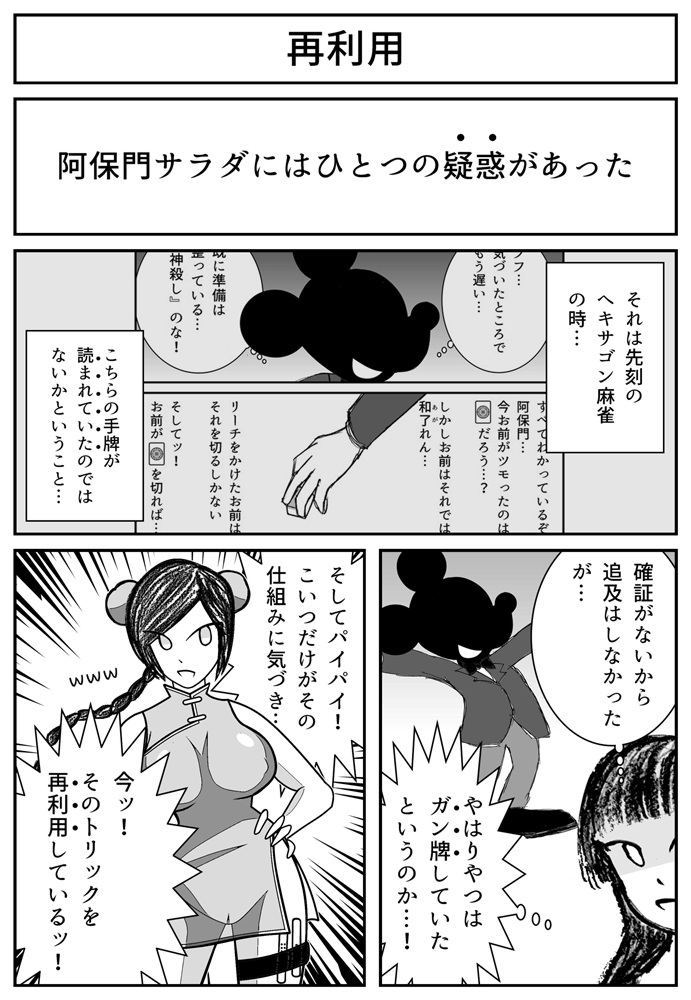 再利用
阿保門サラダにはひとつの疑惑があった
それは先刻の
ヘキサゴン麻雀
の時…
フフ…
気づいたところで
もう遅い…
既に準備は
整っている…
神殺し』のな!
すべてわかっているぞ
阿保門…
今お前がツモったのは
だろう…?
しかしお前はそれでは
和了れん…
あが
リーチをかけたお前は
それを切るしかない
そしてッ!
お前が
を切れば…
こちらの手牌が
読まれていたのでは
ないかということ…
確証がないから
追及はしなかった
が…
やはりやつは
ガン牌していた
というのか…!
そしてパイパイ!
こいつだけがその
仕組みに気づき…
www
今ッ!
そのトリックを
再利用しているッ!